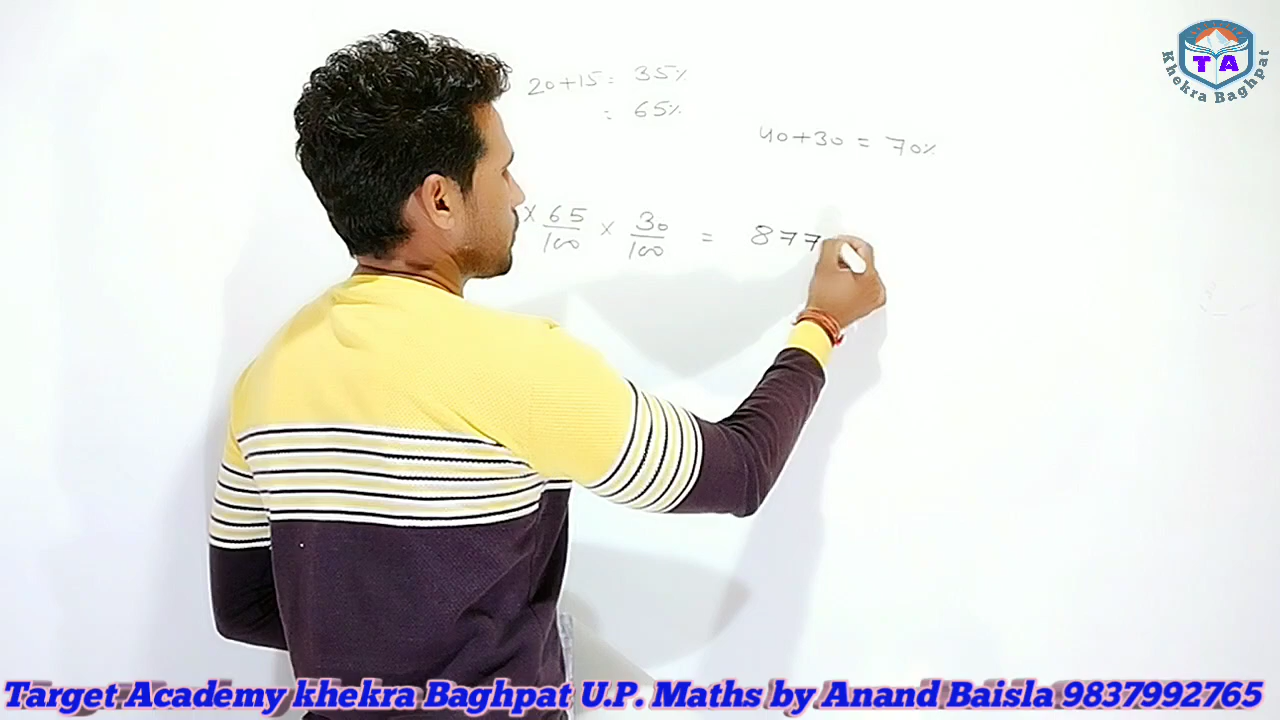 20+15 = 35%
= 65%
40+30 = 70%
× 65/100 × 30/100 = 877
TA
Khekra Baghpat
Target Academy khekra Baghpat U.P. Maths by Anand Baisla 9837992765